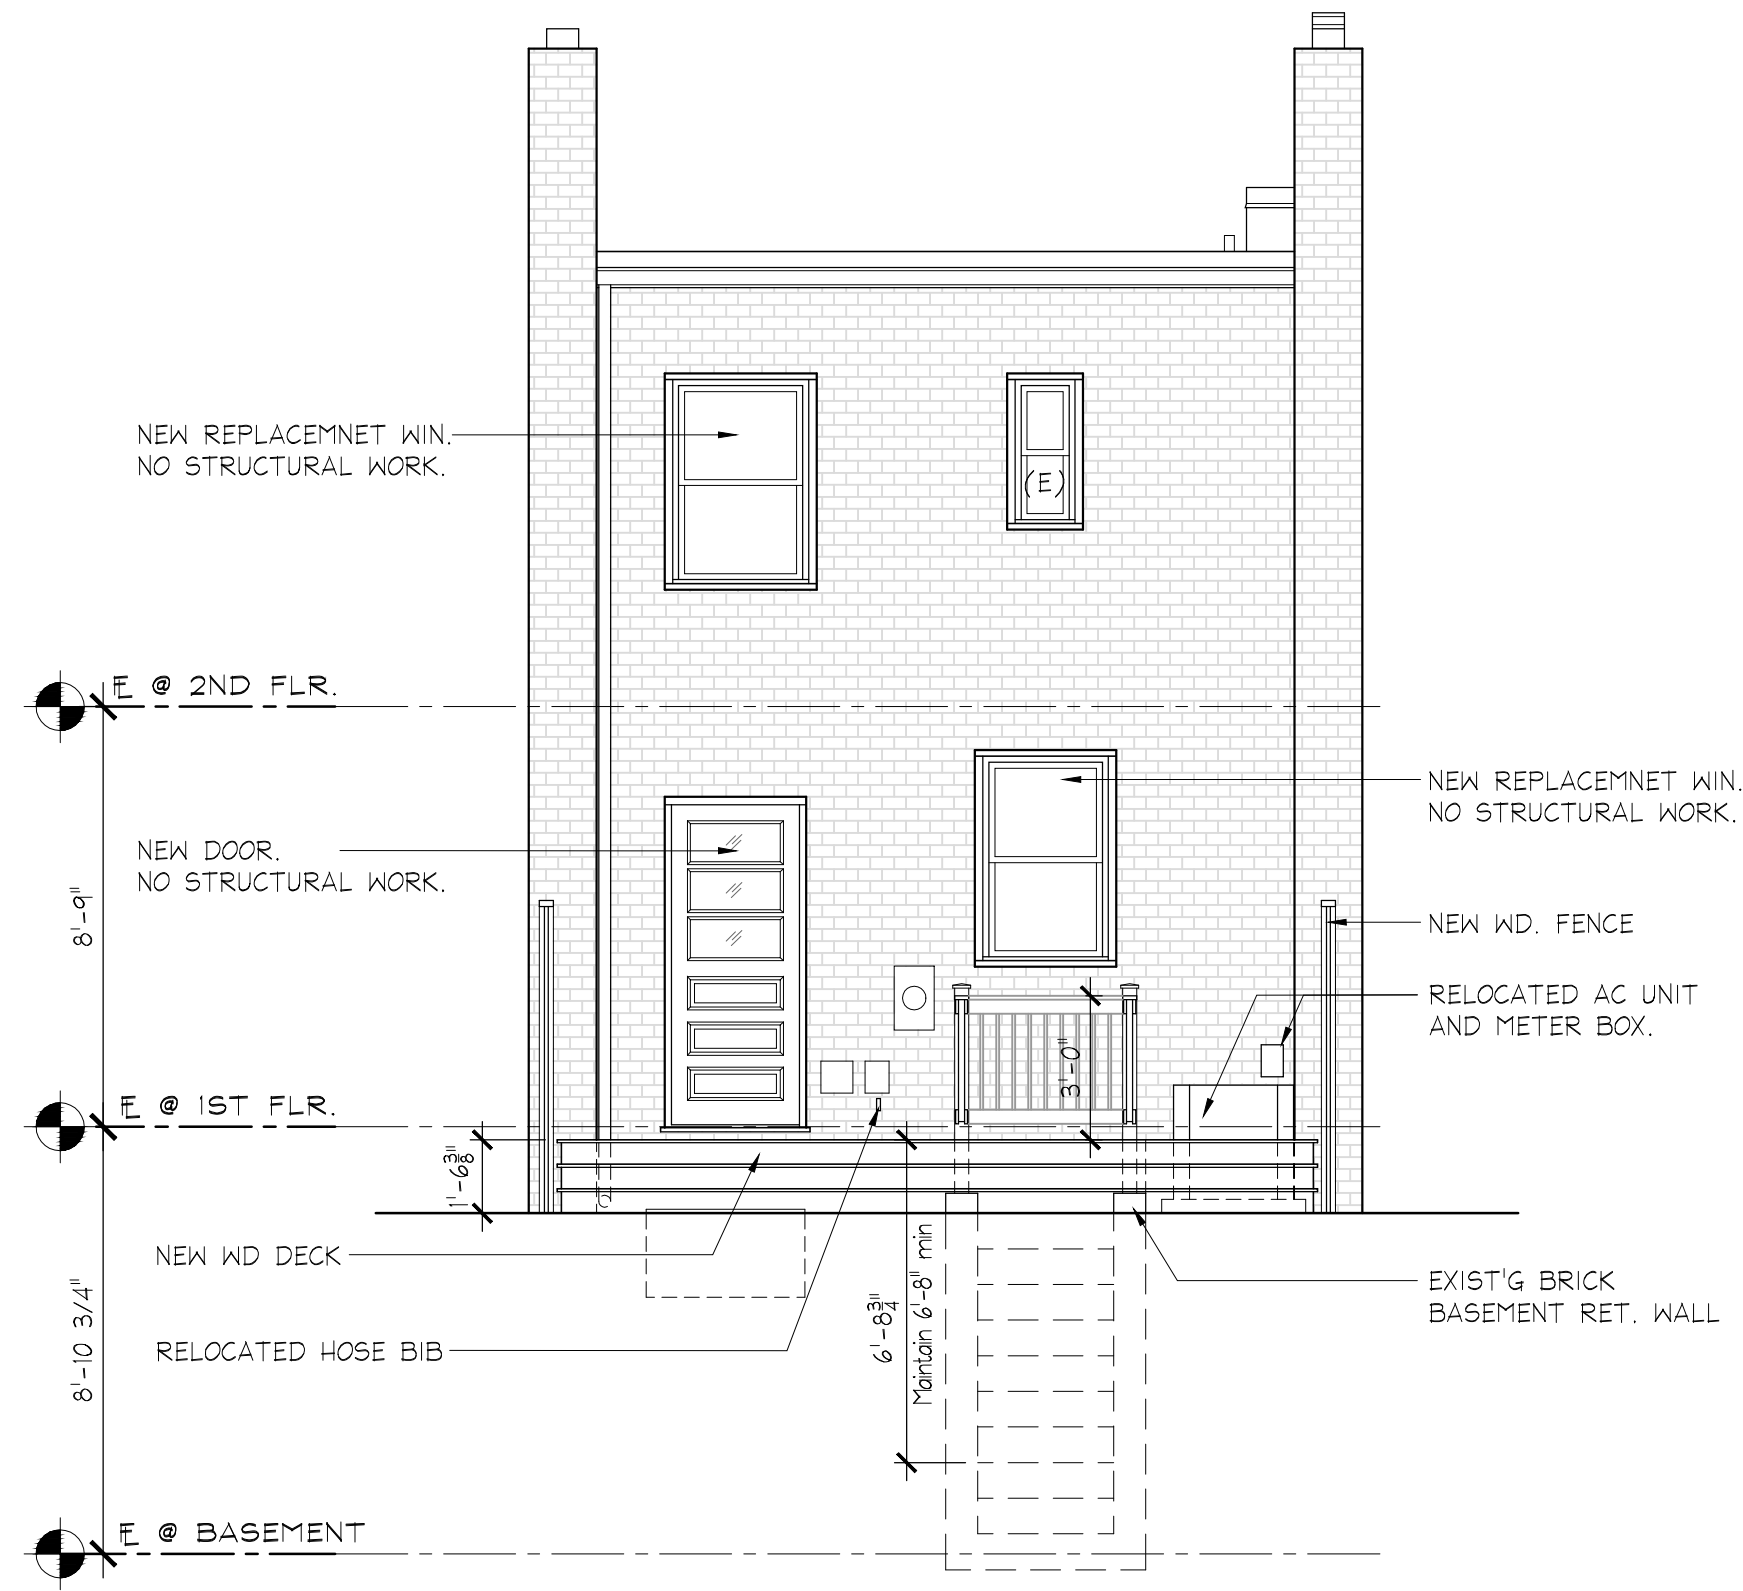 NEW REPLACEMNET WIN.
NO STRUCTURAL WORK.
(E)
FL @ 2ND FLR.
NEW REPLACEMNET WIN.
NO STRUCTURAL WORK.
NEW DOOR.
NO STRUCTURAL WORK.
8'-9"
NEW WD. FENCE
RELOCATED AC UNIT
AND METER BOX.
3'-0"
FL @ 1ST FLR.
1'-6 3/8"
NEW WD DECK
8'-10 3/4"
6'-8 3/4"
Maintain 6'-8" min
EXIST'G BRICK
BASEMENT RET. WALL
RELOCATED HOSE BIB
FL @ BASEMENT